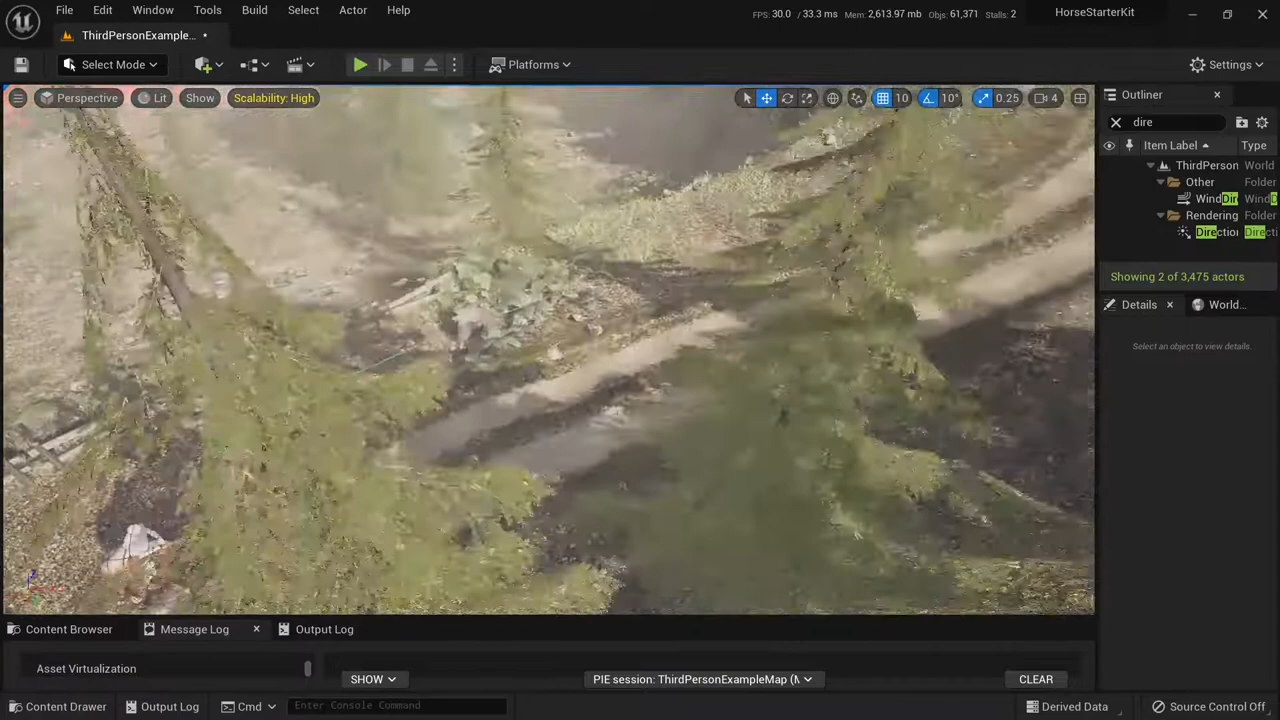 File Edit Window Tools Build Select Actor Help
FPS: 30.0 / 33.3 ms Mem: 2,613.97 mb Objs: 61,371 Stalls: 2
HorseStarterKit
ThirdPersonExample... •
Select Mode
Platforms
Settings
Perspective Lit Show Scalability: High
10 10° 0.25 4
Outliner
dire
Item Label Type
ThirdPerson World
Other Folder
WindDire WindD
Rendering Folder
Direction Directi
Showing 2 of 3,475 actors
Details World...
Select an object to view details.
Content Browser Message Log Output Log
Asset Virtualization
SHOW
PIE session: ThirdPersonExampleMap (M
CLEAR
Content Drawer Output Log Cmd Enter Console Command
Derived Data Source Control Off